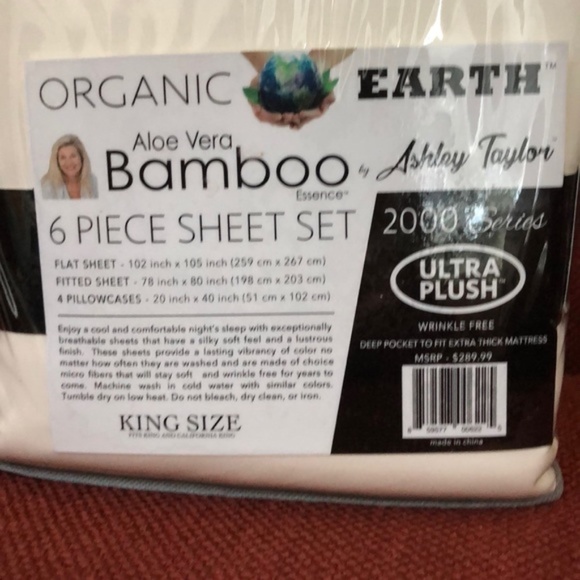 ORGANIC EARTH™
Aloe Vera
Bamboo by Ashley Taylor™
Essence™
6 PIECE SHEET SET 2000 Series
FLAT SHEET - 102 inch x 105 inch (259 cm x 267 cm)
FITTED SHEET - 78 inch x 80 inch (198 cm x 203 cm)
4 PILLOWCASES - 20 inch x 40 inch (51 cm x 102 cm)
ULTRA
PLUSH™
Enjoy a cool and comfortable night's sleep with exceptionally
breathable sheets that have a silky soft feel and a lustrous
finish. These sheets provide a lasting vibrancy of color no
matter how often they are washed and are made of choice
micro fibers that will stay soft and wrinkle free for years to
come. Machine wash in cold water with similar colors.
Tumble dry on low heat. Do not bleach, dry clean, or iron.
WRINKLE FREE
DEEP POCKET TO FIT EXTRA THICK MATTRESS
MSRP - $289.99
KING SIZE
FITS KING AND CALIFORNIA KING
made in china